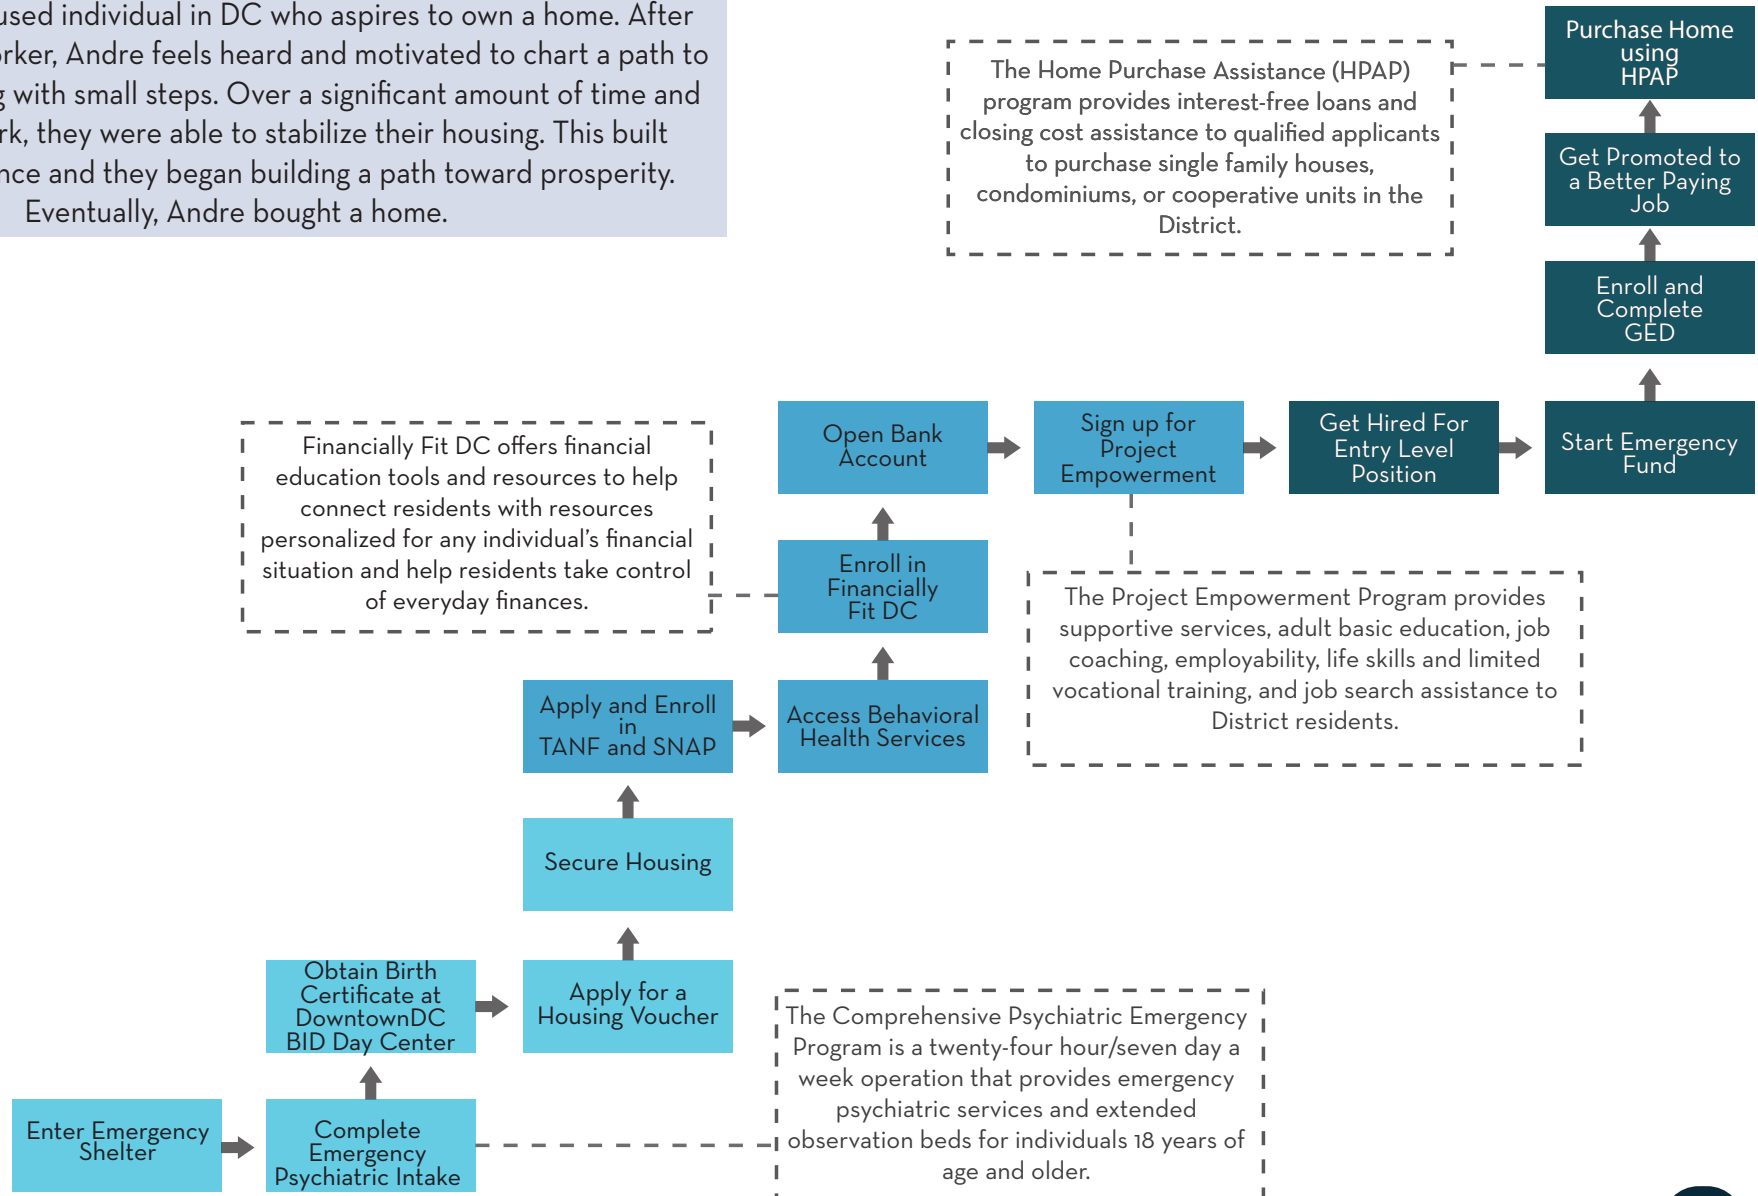 used individual in DC who aspires to own a home. After
rker, Andre feels heard and motivated to chart a path to
g with small steps. Over a significant amount of time and
rk, they were able to stabilize their housing. This built
nce and they began building a path toward prosperity.
Eventually, Andre bought a home.
The Home Purchase Assistance (HPAP)
program provides interest-free loans and
closing cost assistance to qualified applicants
to purchase single family houses,
condominiums, or cooperative units in the
District.
Purchase Home
using
HPAP
Get Promoted to
a Better Paying
Job
Enroll and
Complete
GED
Financially Fit DC offers financial
education tools and resources to help
connect residents with resources
personalized for any individual's financial
situation and help residents take control
of everyday finances.
Open Bank
Account
Sign up for
Project
Empowerment
Get Hired For
Entry Level
Position
Start Emergency
Fund
Enroll in
Financially
Fit DC
The Project Empowerment Program provides
supportive services, adult basic education, job
coaching, employability, life skills and limited
vocational training, and job search assistance to
District residents.
Apply and Enroll
in
TANF and SNAP
Access Behavioral
Health Services
Secure Housing
Obtain Birth
Certificate at
DowntownDC
BID Day Center
Apply for a
Housing Voucher
The Comprehensive Psychiatric Emergency
Program is a twenty-four hour/seven day a
week operation that provides emergency
psychiatric services and extended
observation beds for individuals 18 years of
age and older.
Enter Emergency
Shelter
Complete
Emergency
Psychiatric Intake